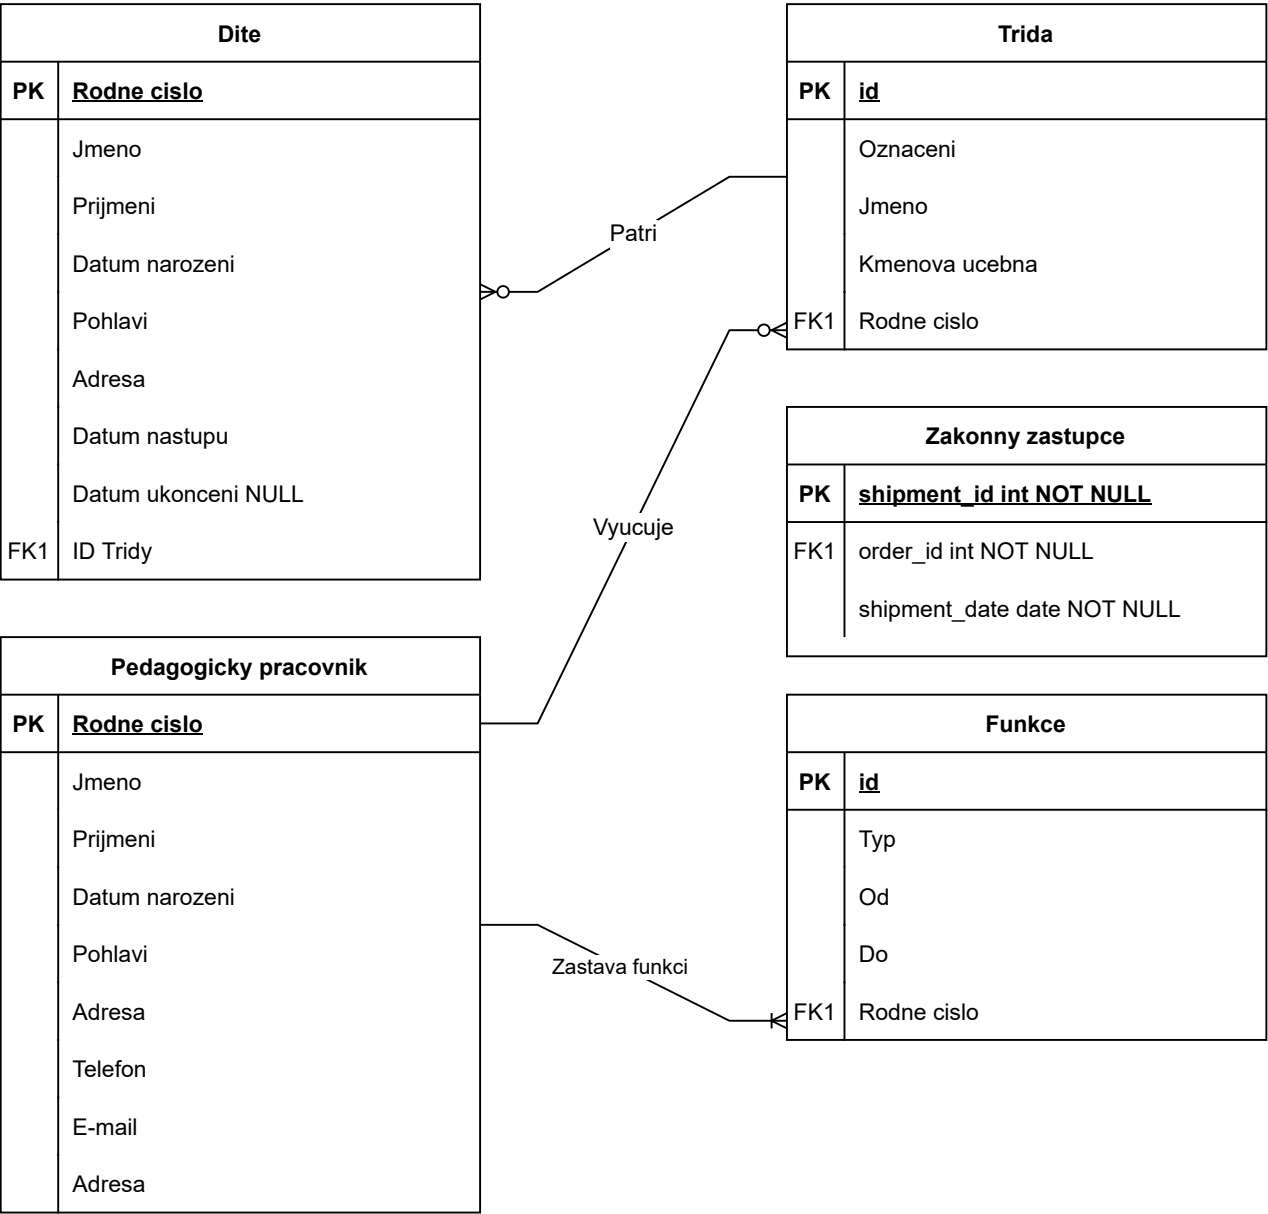 Dite
PK Rodne cislo
Jmeno
Prijmeni
Datum narozeni
Pohlavi
Adresa
Datum nastupu
Datum ukonceni NULL
FK1 ID Tridy
Patri
Trida
PK id
Oznaceni
Jmeno
Kmenova ucebna
FK1 Rodne cislo
Vyucuje
Zakonny zastupce
PK shipment_id int NOT NULL
FK1 order_id int NOT NULL
shipment_date date NOT NULL
Pedagogicky pracovnik
PK Rodne cislo
Jmeno
Prijmeni
Datum narozeni
Pohlavi
Adresa
Telefon
E-mail
Adresa
Zastava funkci
Funkce
PK id
Typ
Od
Do
FK1 Rodne cislo